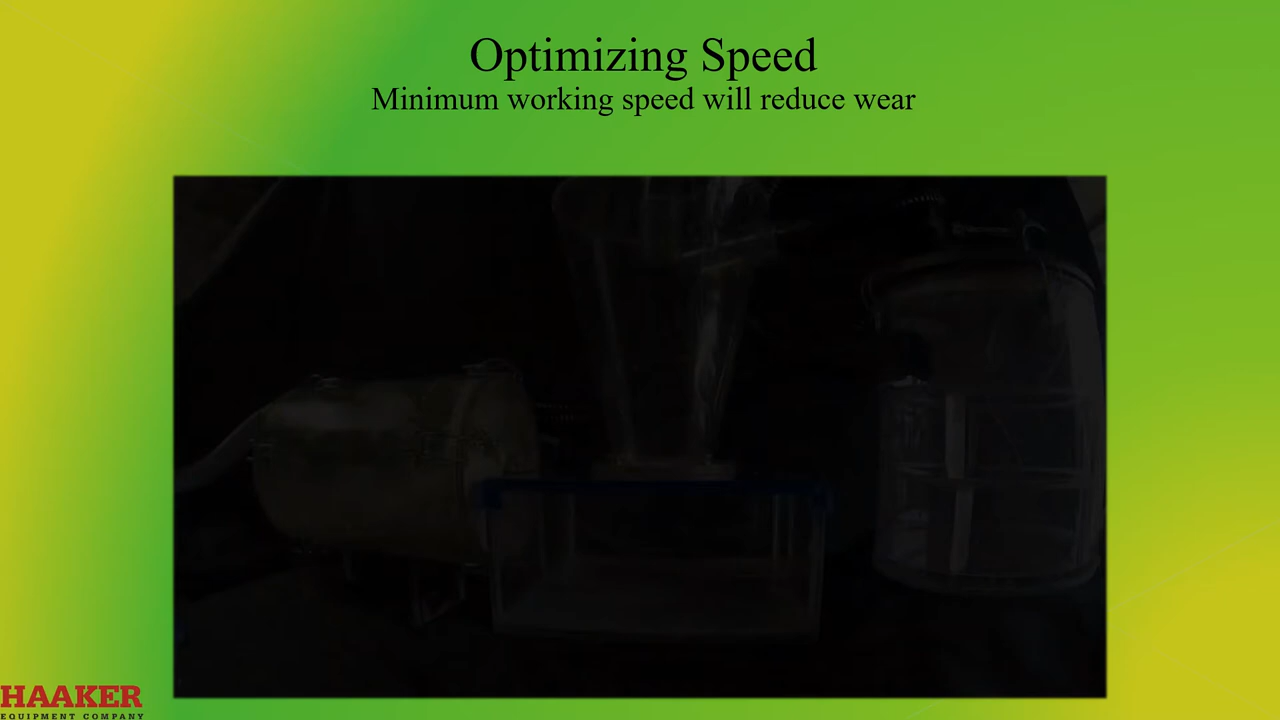 Optimizing Speed
Minimum working speed will reduce wear
HAAKER
EQUIPMENT COMPANY